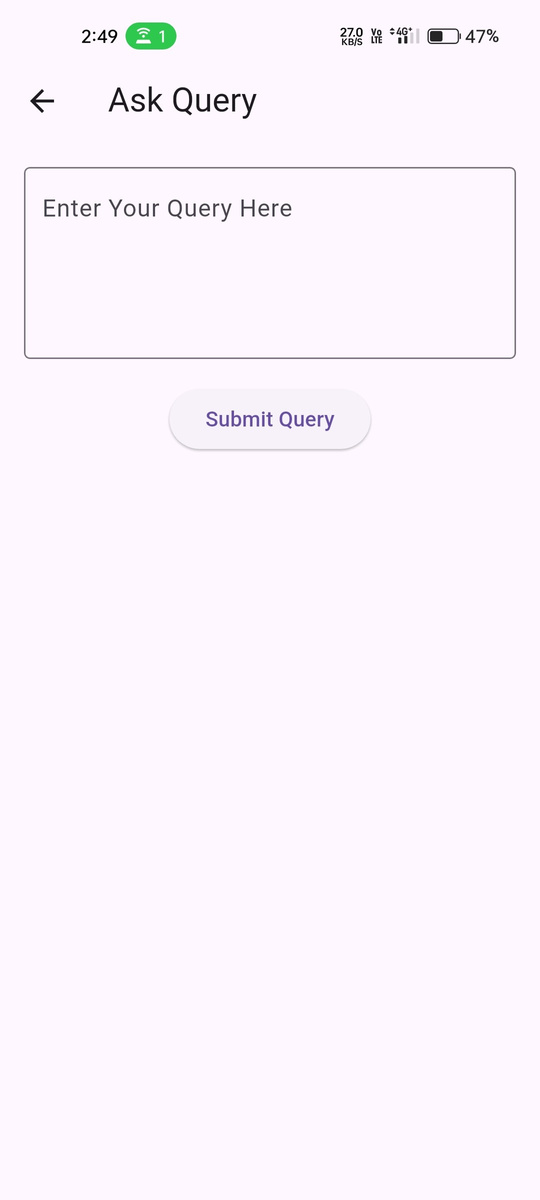 2:49 1 27.0 KB/S Vo LTE 4G+ 47%
Ask Query
Enter Your Query Here
Submit Query